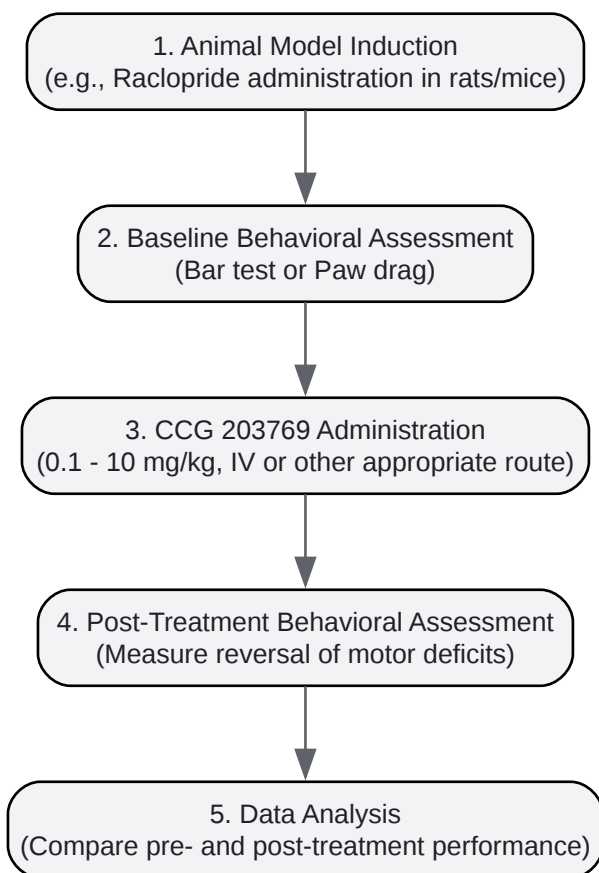 1. Animal Model Induction
(e.g., Raclopride administration in rats/mice)
2. Baseline Behavioral Assessment
(Bar test or Paw drag)
3. CCG 203769 Administration
(0.1 - 10 mg/kg, IV or other appropriate route)
4. Post-Treatment Behavioral Assessment
(Measure reversal of motor deficits)
5. Data Analysis
(Compare pre- and post-treatment performance)